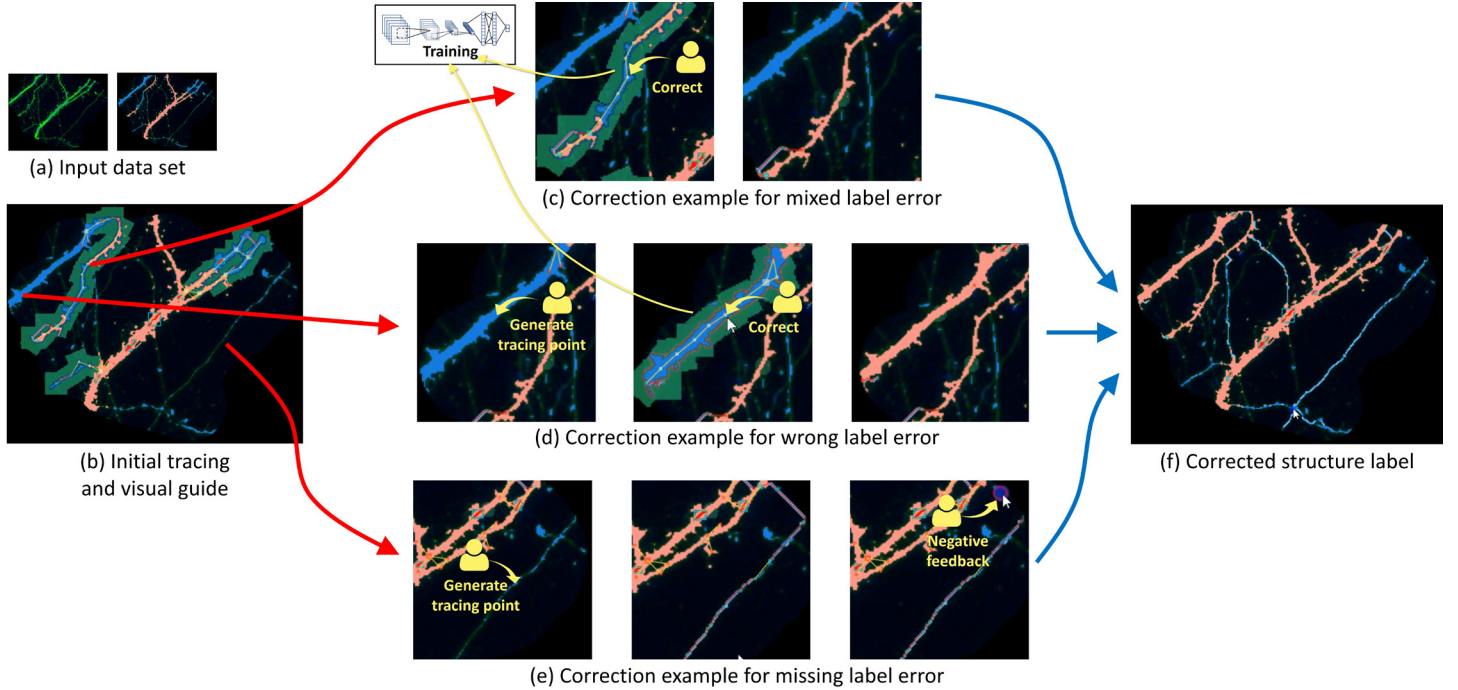 Training
Correct
(a) Input data set
(c) Correction example for mixed label error
Generate
tracing point
Correct
(d) Correction example for wrong label error
(b) Initial tracing
and visual guide
(f) Corrected structure label
Generate
tracing point
Negative
feedback
(e) Correction example for missing label error